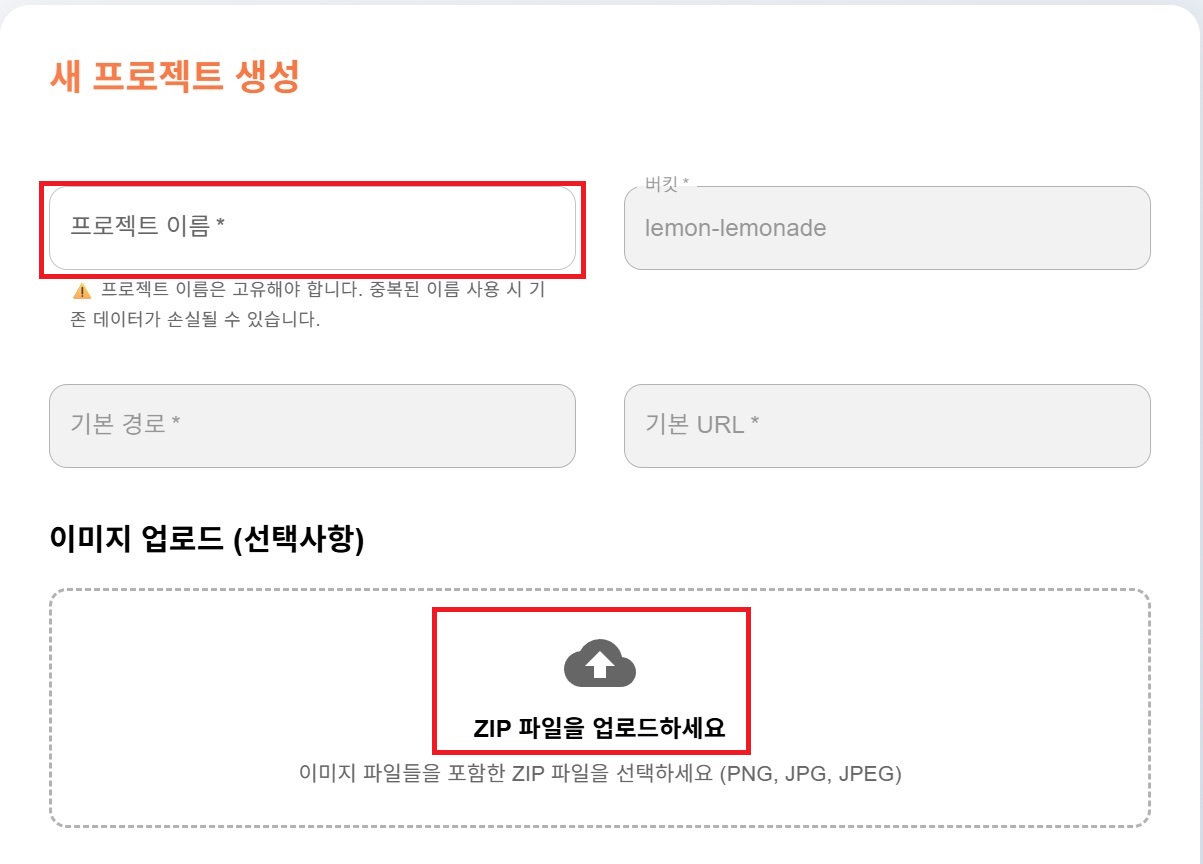 새 프로젝트 생성
프로젝트 이름 *
버킷 *
lemon-lemonade
⚠️ 프로젝트 이름은 고유해야 합니다. 중복된 이름 사용 시 기
존 데이터가 손실될 수 있습니다.
기본 경로 *
기본 URL *
이미지 업로드 (선택사항)
ZIP 파일을 업로드하세요
이미지 파일들을 포함한 ZIP 파일을 선택하세요 (PNG, JPG, JPEG)